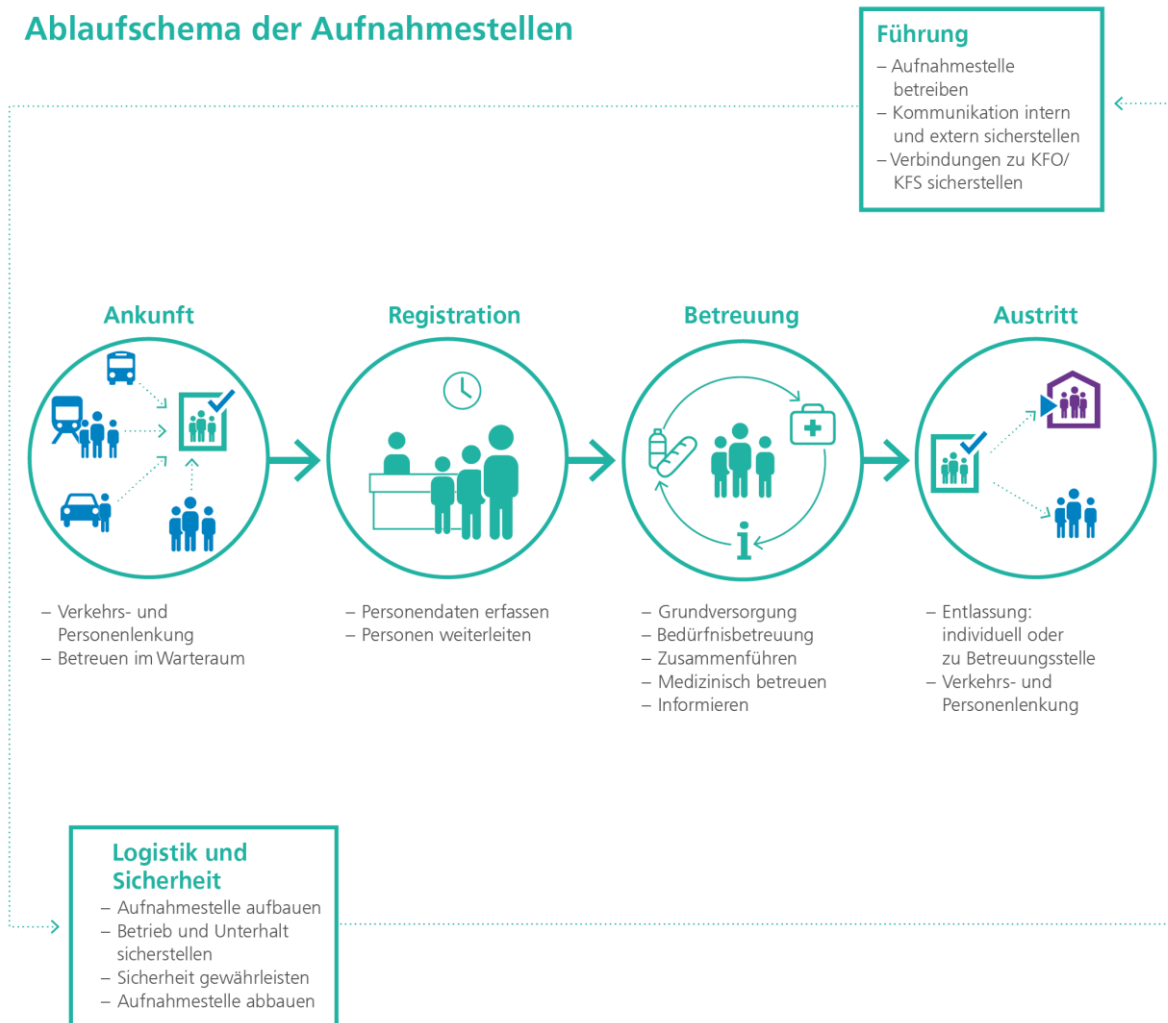 Ablaufschema der Aufnahmestellen
Führung
– Aufnahmestelle
betreiben
– Kommunikation intern
und extern sicherstellen
– Verbindungen zu KFO/
KFS sicherstellen
Ankunft
– Verkehrs- und
Personenlenkung
– Betreuen im Warteraum
Registration
– Personendaten erfassen
– Personen weiterleiten
Betreuung
i
– Grundversorgung
– Bedürfnisbetreuung
– Zusammenführen
– Medizinisch betreuen
– Informieren
Austritt
– Entlassung:
individuell oder
zu Betreuungsstelle
– Verkehrs- und
Personenlenkung
Logistik und
Sicherheit
– Aufnahmestelle aufbauen
– Betrieb und Unterhalt
sicherstellen
– Sicherheit gewährleisten
– Aufnahmestelle abbauen